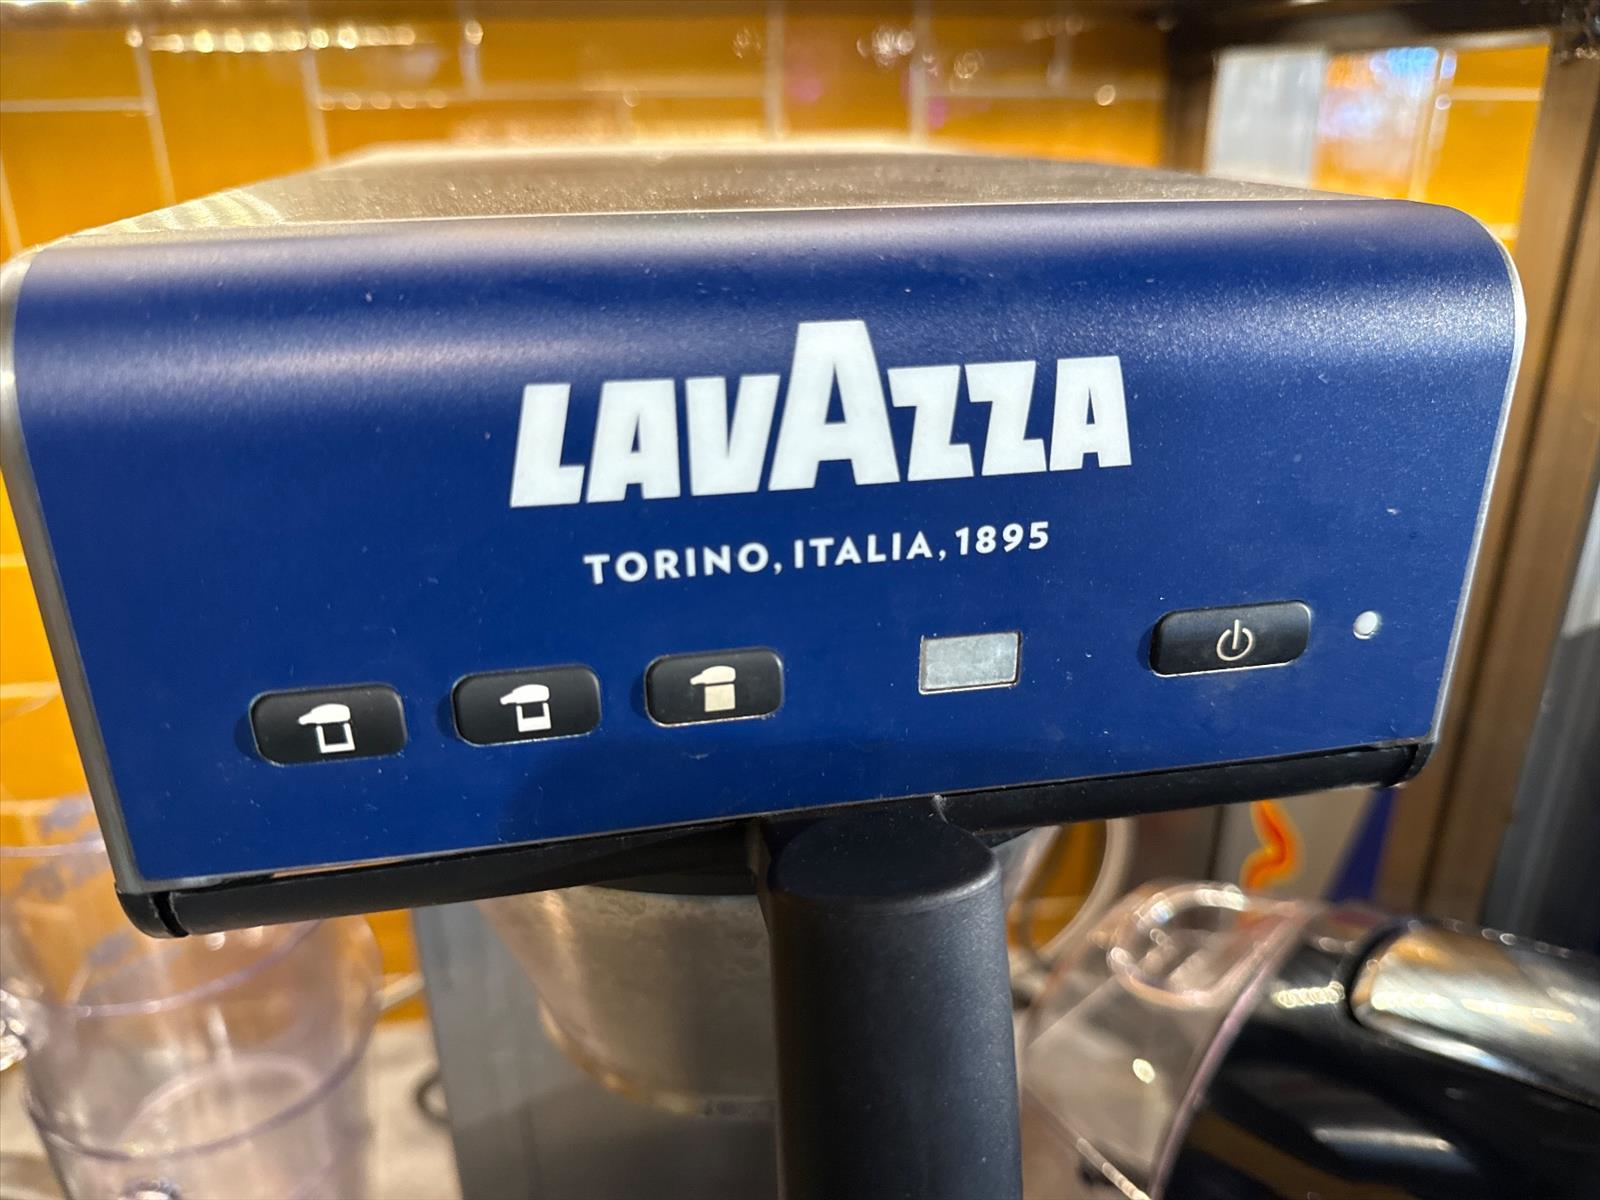 LAVAZZA
TORINO, ITALIA, 1895